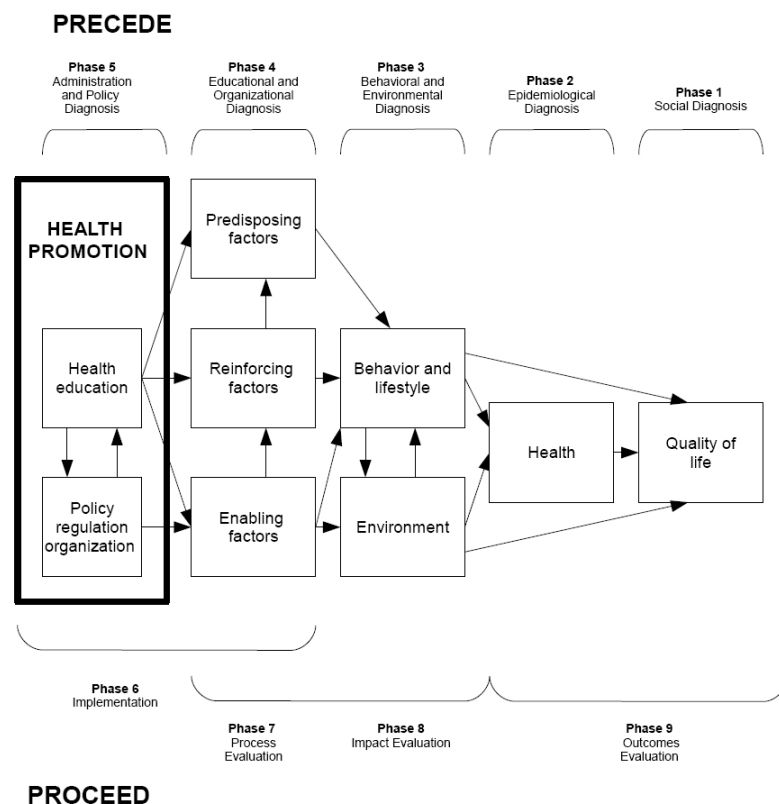 PRECEDE
Phase 5
Administration
and Policy
Diagnosis
Phase 4
Educational and
Organizational
Diagnosis
Phase 3
Behavioral and
Environmental
Diagnosis
Phase 2
Epidemiological
Diagnosis
Phase 1
Social Diagnosis
HEALTH
PROMOTION
Predisposing
factors
Health
education
Reinforcing
factors
Behavior and
lifestyle
Health
Quality of
life
Policy
regulation
organization
Enabling
factors
Environment
Phase 6
Implementation
Phase 7
Process
Evaluation
Phase 8
Impact Evaluation
Phase 9
Outcomes
Evaluation
PROCEED